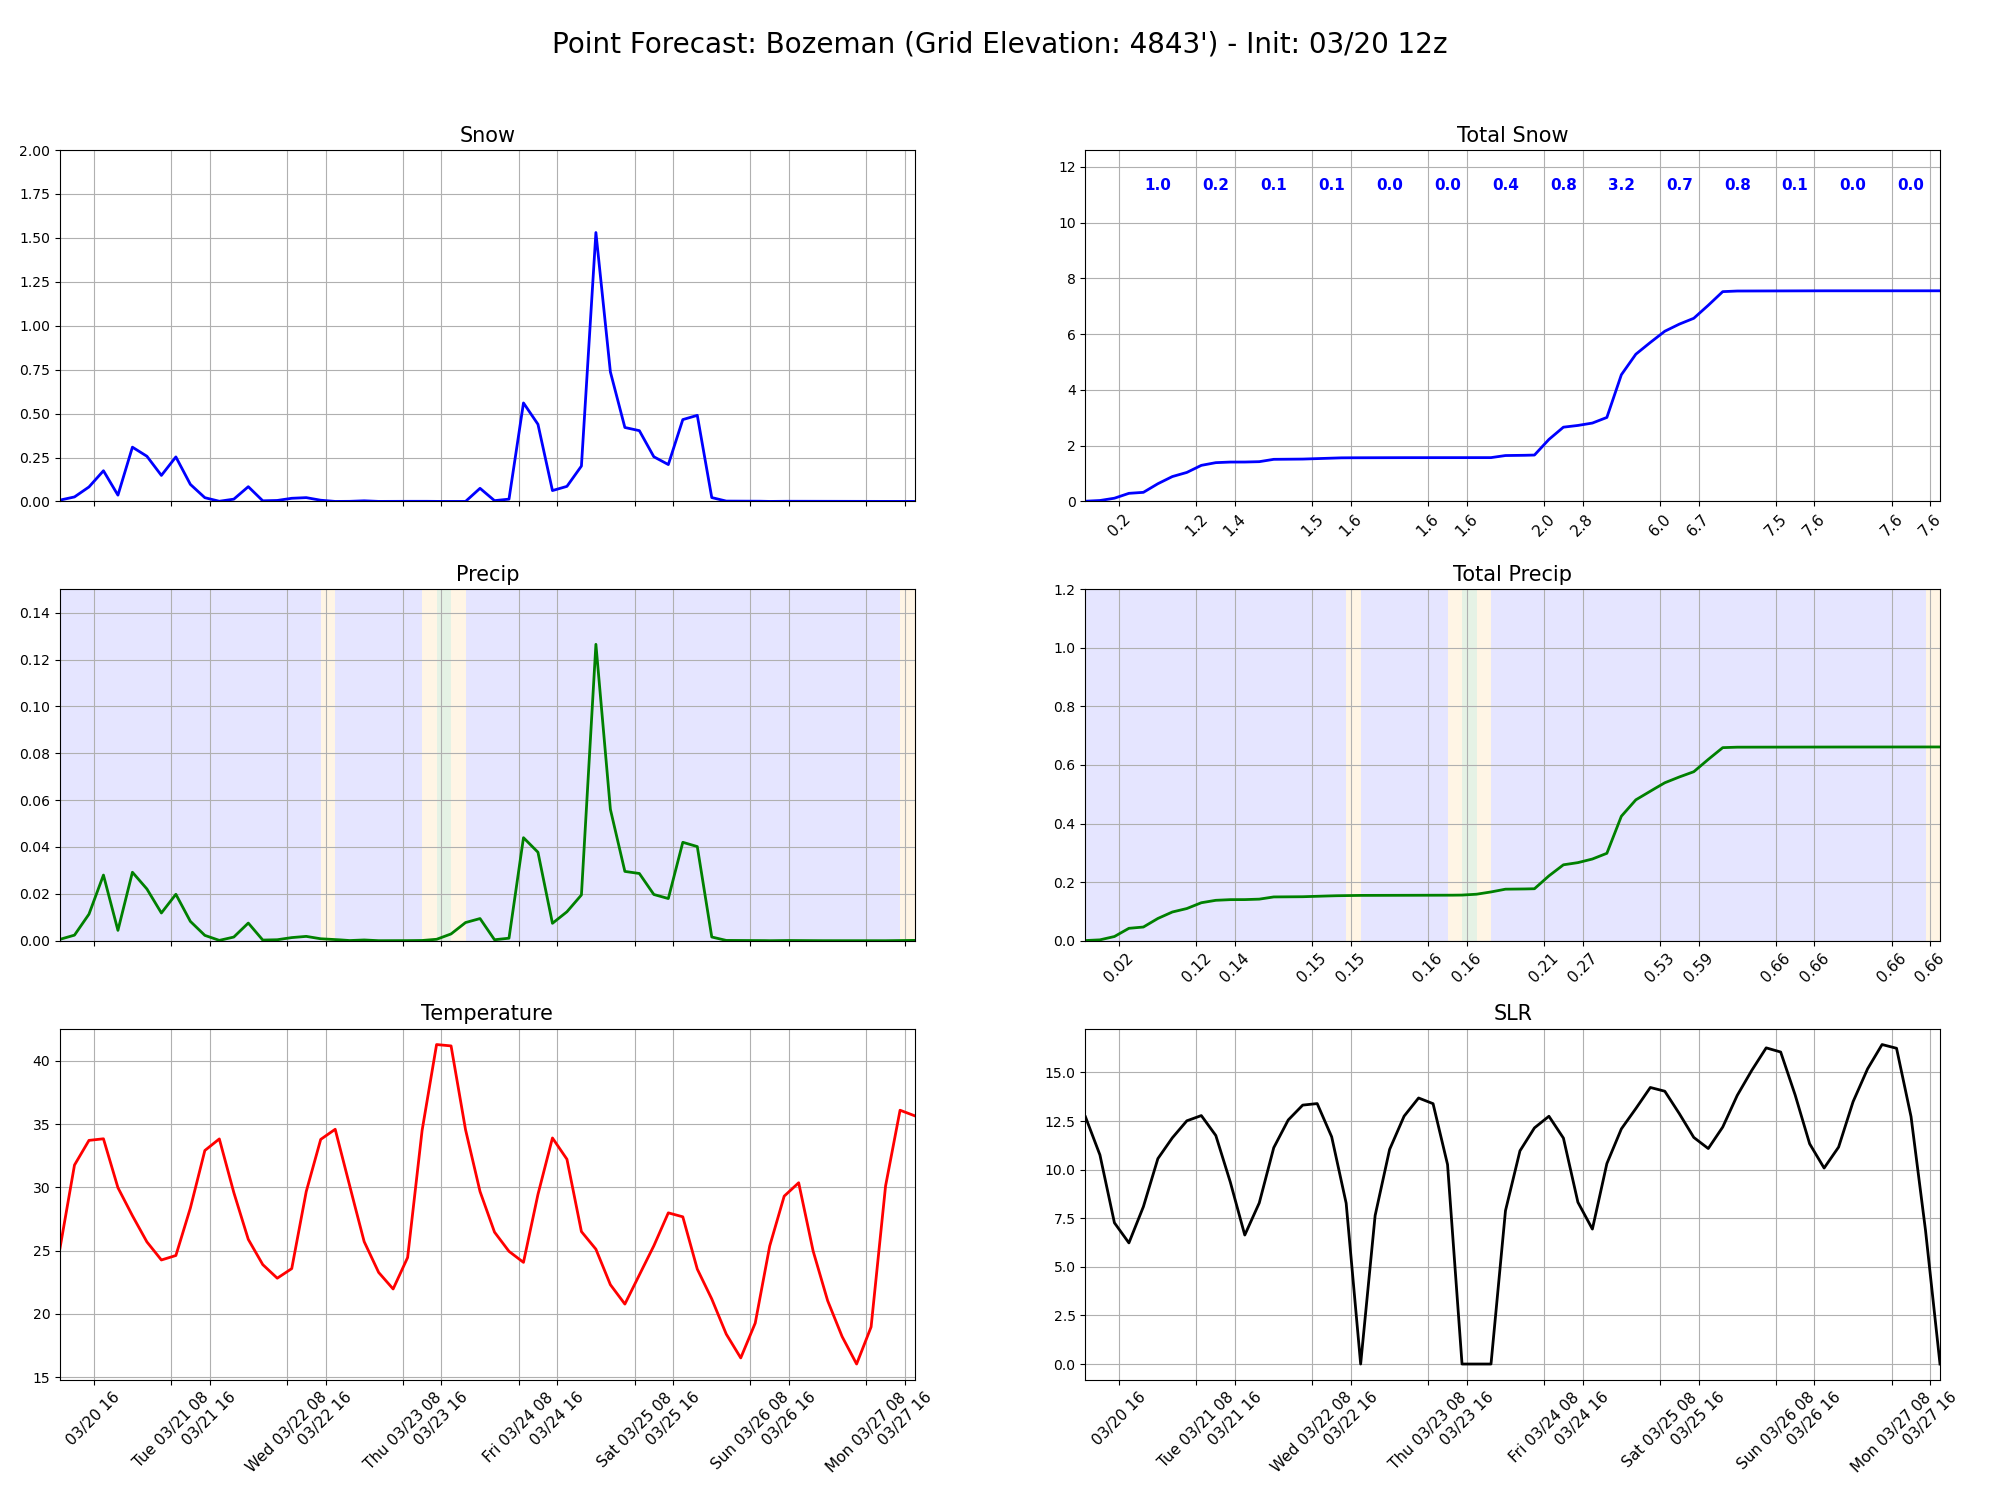 Point Forecast: Bozeman (Grid Elevation: 4843') - Init: 03/20 12z
Snow
2.00
1.75
1.50
1.25
1.00
0.75
0.50
0.25
0.00
Total Snow
12
10
8
6
4
2
0
1.0 0.2 0.1 0.1 0.0 0.0 0.4 0.8 3.2 0.7 0.8 0.1 0.0 0.0
0.2 1.2 1.4 1.5 1.6 1.6 1.6 2.0 2.8 6.0 6.7 7.5 7.6 7.6 7.6
Precip
0.14
0.12
0.10
0.08
0.06
0.04
0.02
0.00
Total Precip
1.2
1.0
0.8
0.6
0.4
0.2
0.0
0.02 0.12 0.14 0.15 0.15 0.16 0.16 0.21 0.27 0.53 0.59 0.66 0.66 0.66 0.66
Temperature
40
35
30
25
20
15
03/20 16
Tue 03/21 08
03/21 16
Wed 03/22 08
03/22 16
Thu 03/23 08
03/23 16
Fri 03/24 08
03/24 16
Sat 03/25 08
03/25 16
Sun 03/26 08
03/26 16
Mon 03/27 08
03/27 16
SLR
15.0
12.5
10.0
7.5
5.0
2.5
0.0
03/20 16
Tue 03/21 08
03/21 16
Wed 03/22 08
03/22 16
Thu 03/23 08
03/23 16
Fri 03/24 08
03/24 16
Sat 03/25 08
03/25 16
Sun 03/26 08
03/26 16
Mon 03/27 08
03/27 16